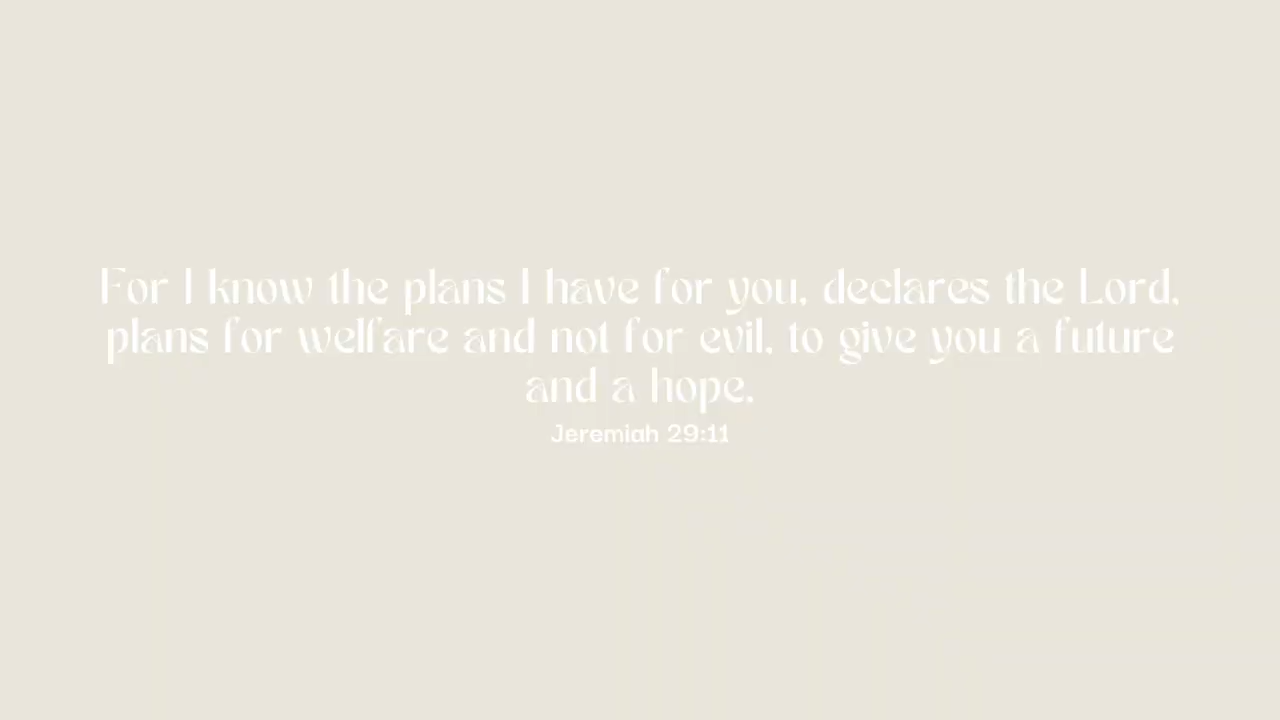 For I know the plans I have for you, declares the Lord,
plans for welfare and not for evil, to give you a future
and a hope.
Jeremiah 29:11